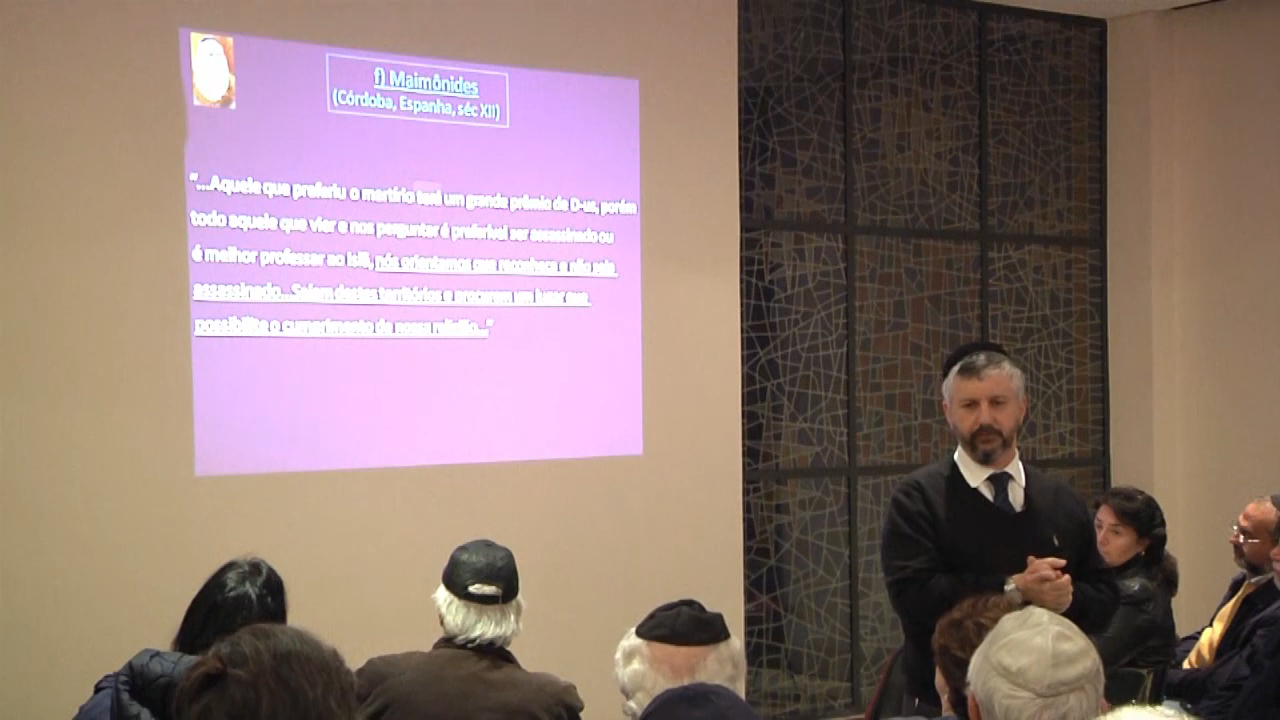 f) Maimônides
(Córdoba, Espanha, séc XII)
“...Aquele que preferiu o martírio terá um grande prêmio de D-us, porém
todo aquele que vier e nos perguntar é preferível ser assassinado ou
é melhor professar ao Islã, nós orientamos que reconheça e não seja
assassinado...Saiem destes territórios e procurem um lugar que
possibilite o cumprimento da nossa religião...”